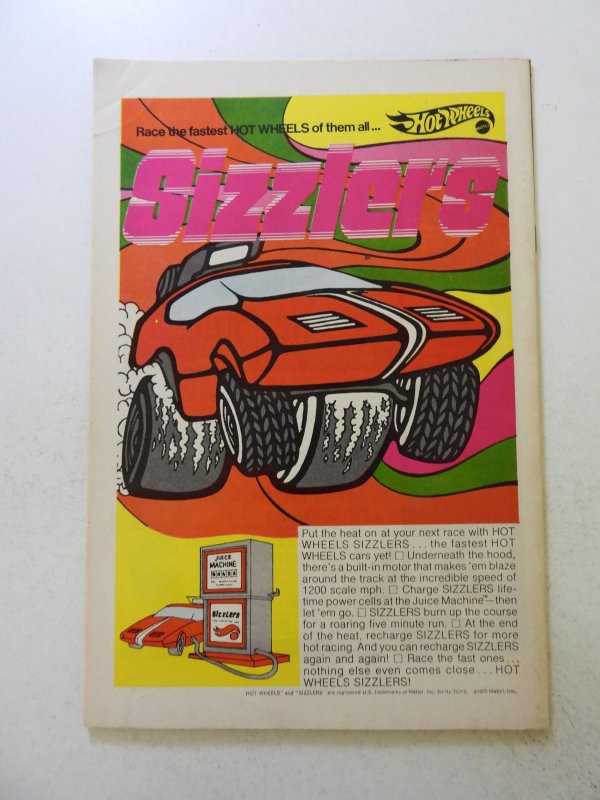 Race the fastest HOT WHEELS of them all...
Hot Wheels
MATTEL
Sizzlers
Put the heat on at your next race with HOT
WHEELS SIZZLERS... the fastest HOT
WHEELS cars yet! □ Underneath the hood,
there's a built-in motor that makes 'em blaze
around the track at the incredible speed of
1200 scale mph. □ Charge SIZZLERS life-
time power cells at the Juice Machine™—then
let 'em go. □ SIZZLERS burn up the course
for a roaring five minute run. □ At the end
of the heat, recharge SIZZLERS for more
hot racing. And you can recharge SIZZLERS
again and again! □ Race the fast ones...
nothing else even comes close... HOT
WHEELS SIZZLERS!
JUICE
MACHINE
Sizzlers
HOT WHEELS" and "SIZZLERS" are registered U.S. trademarks of Mattel, Inc. for its TOYS. ©1970 Mattel, Inc.